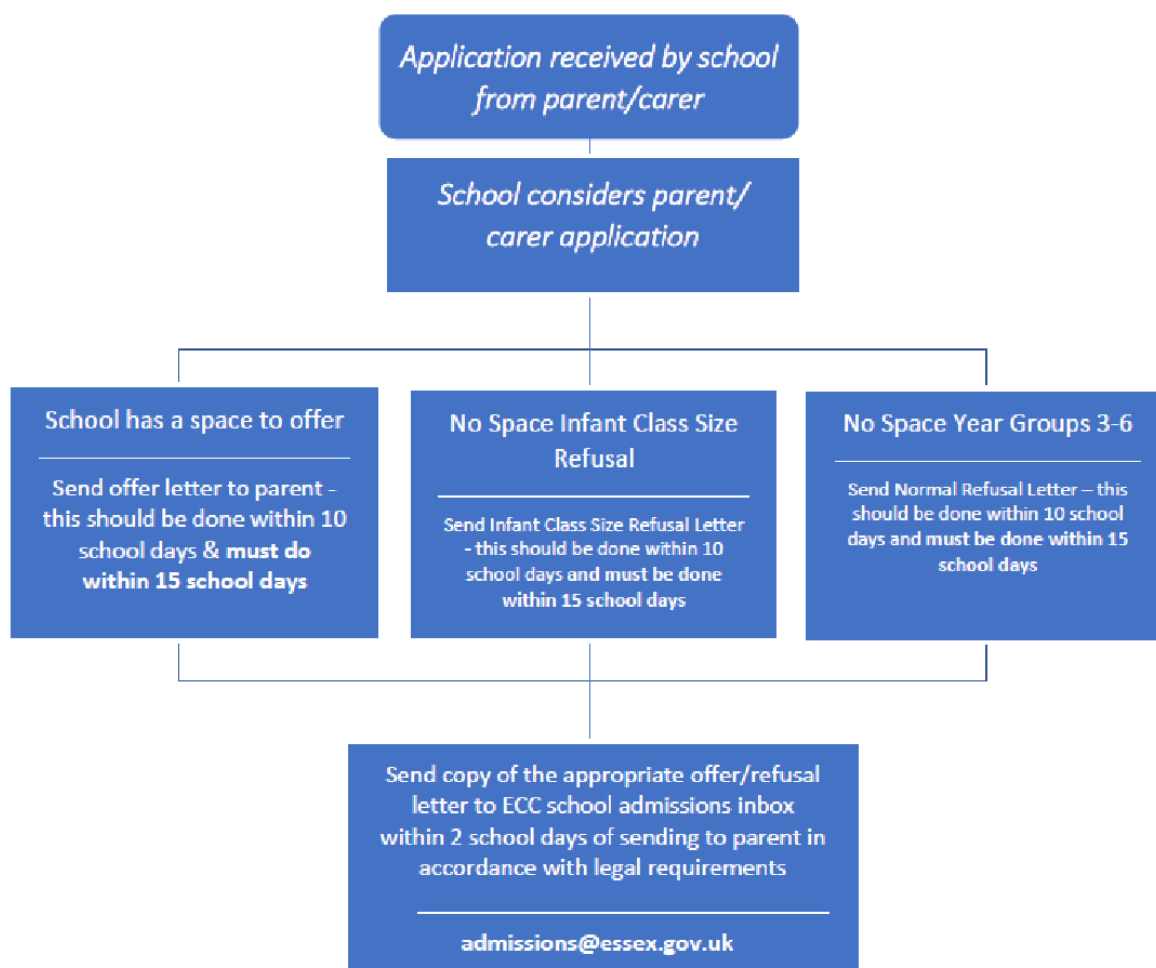 Application received by school
from parent/carer
School considers parent/
carer application
School has a space to offer
Send offer letter to parent -
this should be done within 10
school days & must do
within 15 school days
No Space Infant Class Size
Refusal
Send Infant Class Size Refusal Letter
- this should be done within 10
school days and must be done
within 15 school days
No Space Year Groups 3-6
Send Normal Refusal Letter – this
should be done within 10 school
days and must be done within 15
school days
Send copy of the appropriate offer/refusal
letter to ECC school admissions inbox
within 2 school days of sending to parent in
accordance with legal requirements
admissions@essex.gov.uk